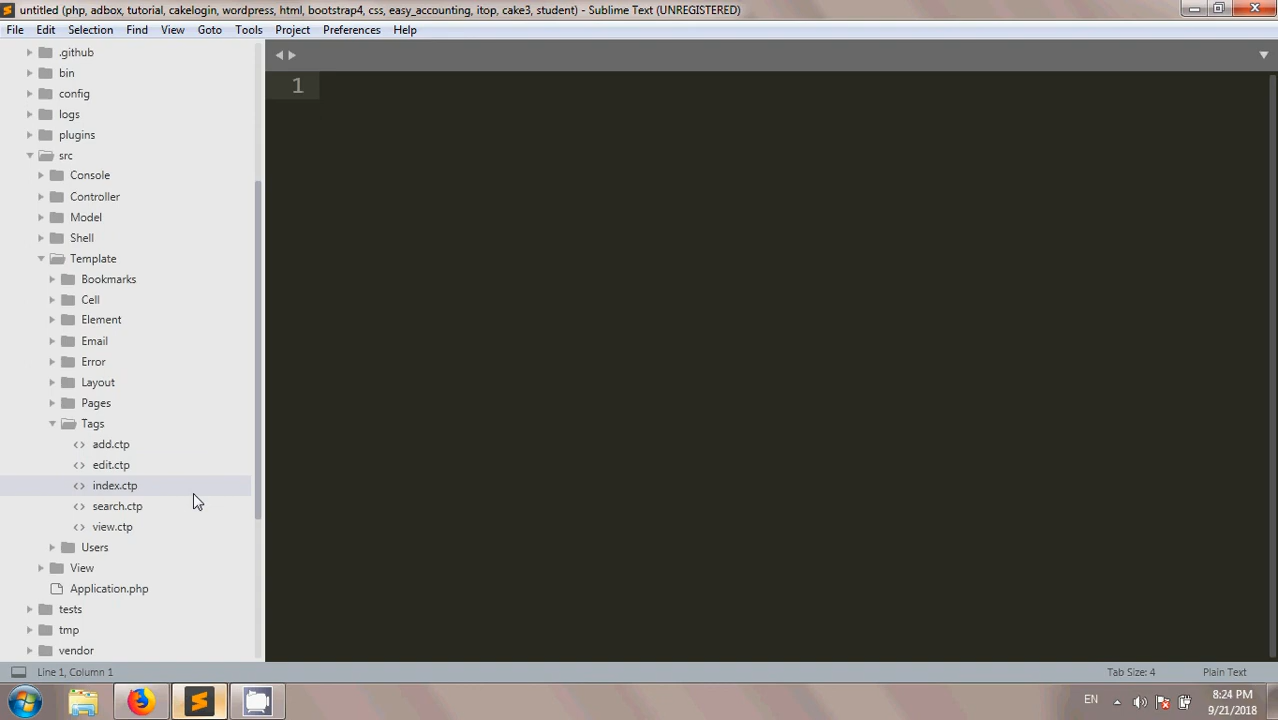 untitled (php, adbox, tutorial, cakelogin, wordpress, html, bootstrap4, css, easy_accounting, itop, cake3, student) - Sublime Text (UNREGISTERED)
File Edit Selection Find View Goto Tools Project Preferences Help
.github
bin
config
logs
plugins
src
Console
Controller
Model
Shell
Template
Bookmarks
Cell
Element
Email
Error
Layout
Pages
Tags
add.ctp
edit.ctp
index.ctp
search.ctp
view.ctp
Users
View
Application.php
tests
tmp
vendor
1
Line 1, Column 1
Tab Size: 4
Plain Text
EN
8:24 PM
9/21/2018